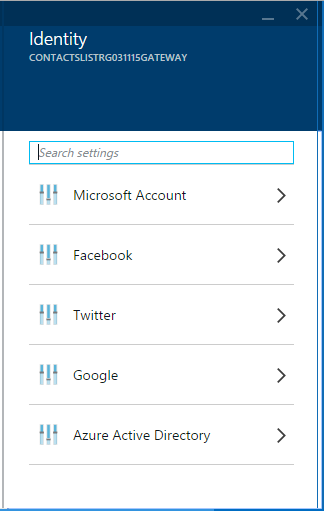 Identity
CONTACTSLISTRG031115GATEWAY
Search settings
Microsoft Account
Facebook
Twitter
Google
Azure Active Directory